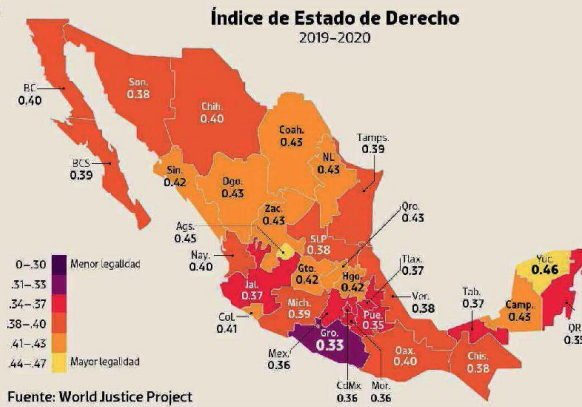 Índice de Estado de Derecho
2019-2020
BC
0.40
Son.
0.38
Chih.
0.40
Coah.
0.43
NL
0.43
Tamps.
0.39
BCS
0.39
Sin.
0.42
Dgo.
0.43
Zac.
0.43
Qro.
0.43
Ags.
0.45
SLP
0.38
Nay.
0.40
Gto.
0.42
Hgo.
0.42
Tlax.
0.37
Yuc.
0.46
Jal.
0.37
Mich.
0.39
Pue.
0.35
Ver.
0.38
Tab.
0.37
Camp.
0.43
QR
Col.
0.41
Gro.
0.33
Mex.
0.36
CdMx
0.36
Mor.
0.36
Oax.
0.40
Chis.
0.38
0–.30 Menor legalidad
.31–.33
.34–.37
.38–.40
.41–.43
.44–.47 Mayor legalidad
Fuente: World Justice Project